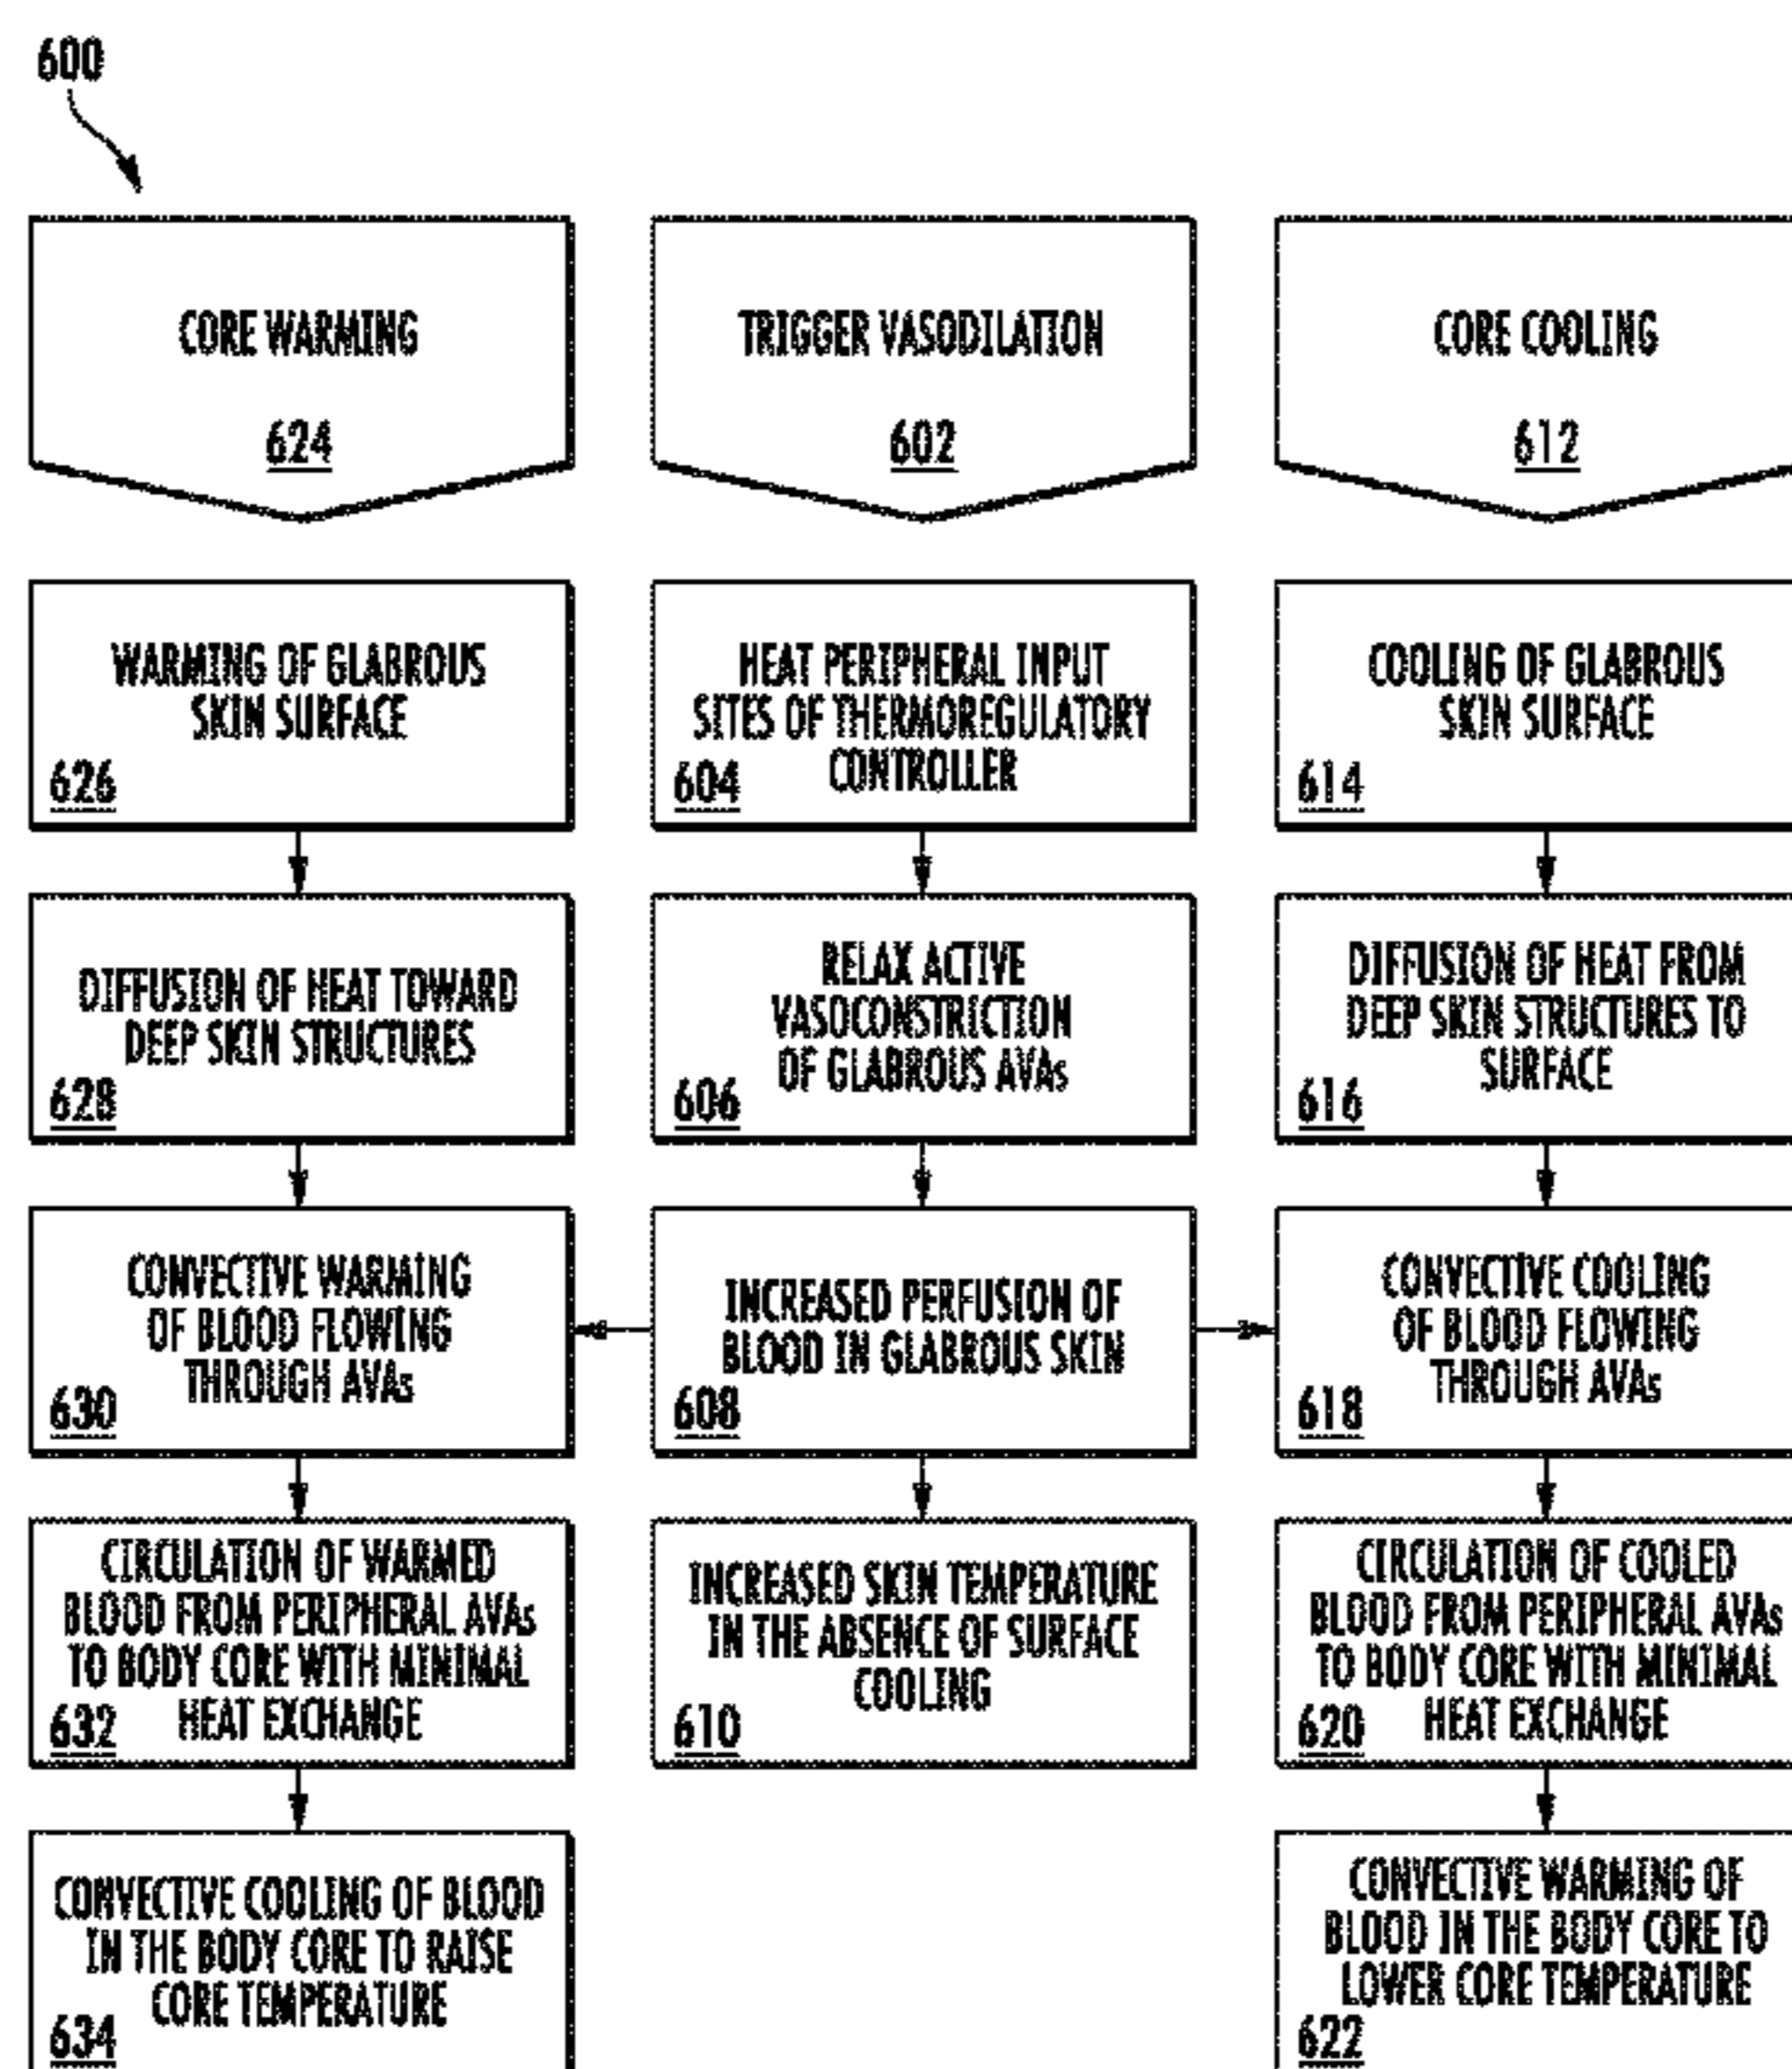 600
CORE WARMING
624
TRIGGER VASODILATION
602
CORE COOLING
612
WARMING OF GLABROUS
SKIN SURFACE
626
HEAT PERIPHERAL INPUT
SITES OF THERMOREGULATORY
CONTROLLER
604
COOLING OF GLABROUS
SKIN SURFACE
614
DIFFUSION OF HEAT TOWARD
DEEP SKIN STRUCTURES
628
RELAX ACTIVE
VASOCONSTRICTION
OF GLABROUS AVAs
606
DIFFUSION OF HEAT FROM
DEEP SKIN STRUCTURES TO
SURFACE
616
CONVECTIVE WARMING
OF BLOOD FLOWING
THROUGH AVAs
630
INCREASED PERFUSION OF
BLOOD IN GLABROUS SKIN
608
CONVECTIVE COOLING
OF BLOOD FLOWING
THROUGH AVAs
618
CIRCULATION OF WARMED
BLOOD FROM PERIPHERAL AVAs
TO BODY CORE WITH MINIMAL
HEAT EXCHANGE
632
INCREASED SKIN TEMPERATURE
IN THE ABSENCE OF SURFACE
COOLING
610
CIRCULATION OF COOLED
BLOOD FROM PERIPHERAL AVAs
TO BODY CORE WITH MINIMAL
HEAT EXCHANGE
620
CONVECTIVE COOLING OF BLOOD
IN THE BODY CORE TO RAISE
CORE TEMPERATURE
634
CONVECTIVE WARMING OF
BLOOD IN THE BODY CORE TO
LOWER CORE TEMPERATURE
622